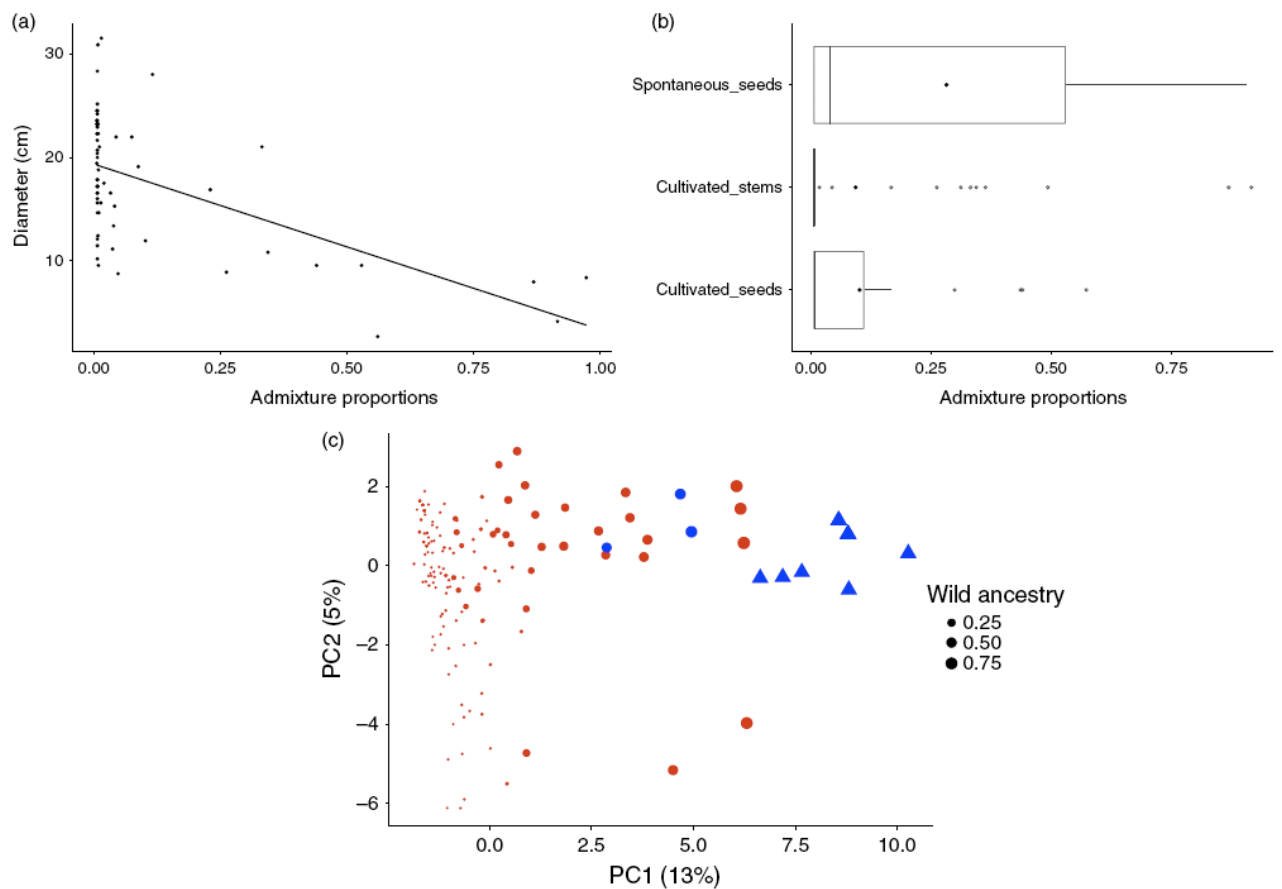 (a)
30
20
10
Diameter (cm)
0.00 0.25 0.50 0.75 1.00
Admixture proportions
(b)
Spontaneous_seeds
Cultivated_stems
Cultivated_seeds
0.00 0.25 0.50 0.75
Admixture proportions
(c)
2
0
−2
−4
−6
PC2 (5%)
0.0 2.5 5.0 7.5 10.0
PC1 (13%)
Wild ancestry
0.25
0.50
0.75